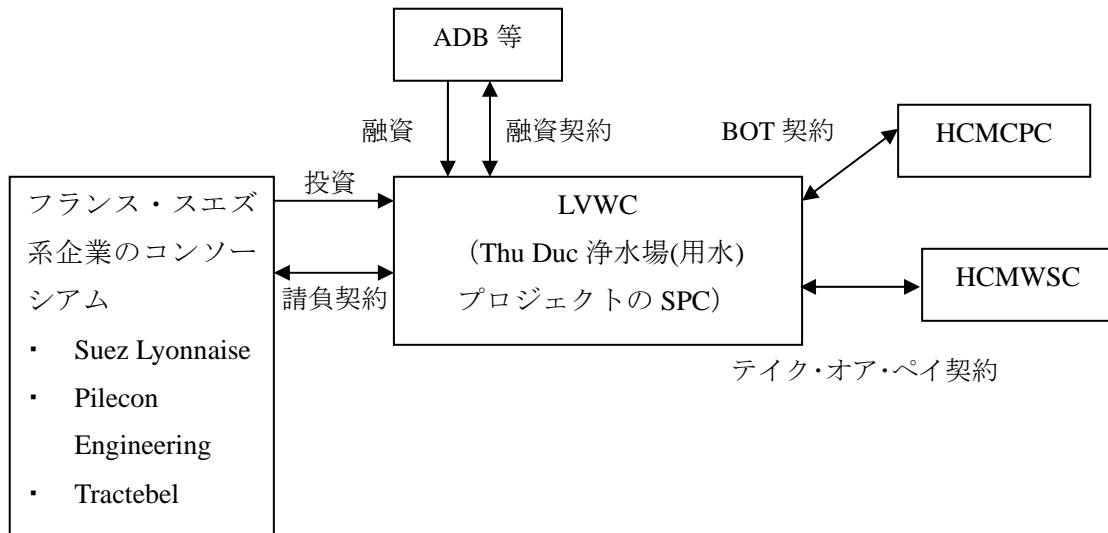 ADB 等
融資
融資契約
BOT 契約
HCMCPC
投資
フランス・スエズ
系企業のコンソー
シアム
・ Suez Lyonnaise
・ Pilecon
Engineering
・ Tractebel
請負契約
LVWC
（Thu Duc 浄水場(用水)
プロジェクトの SPC）
HCMWSC
テイク・オア・ペイ契約